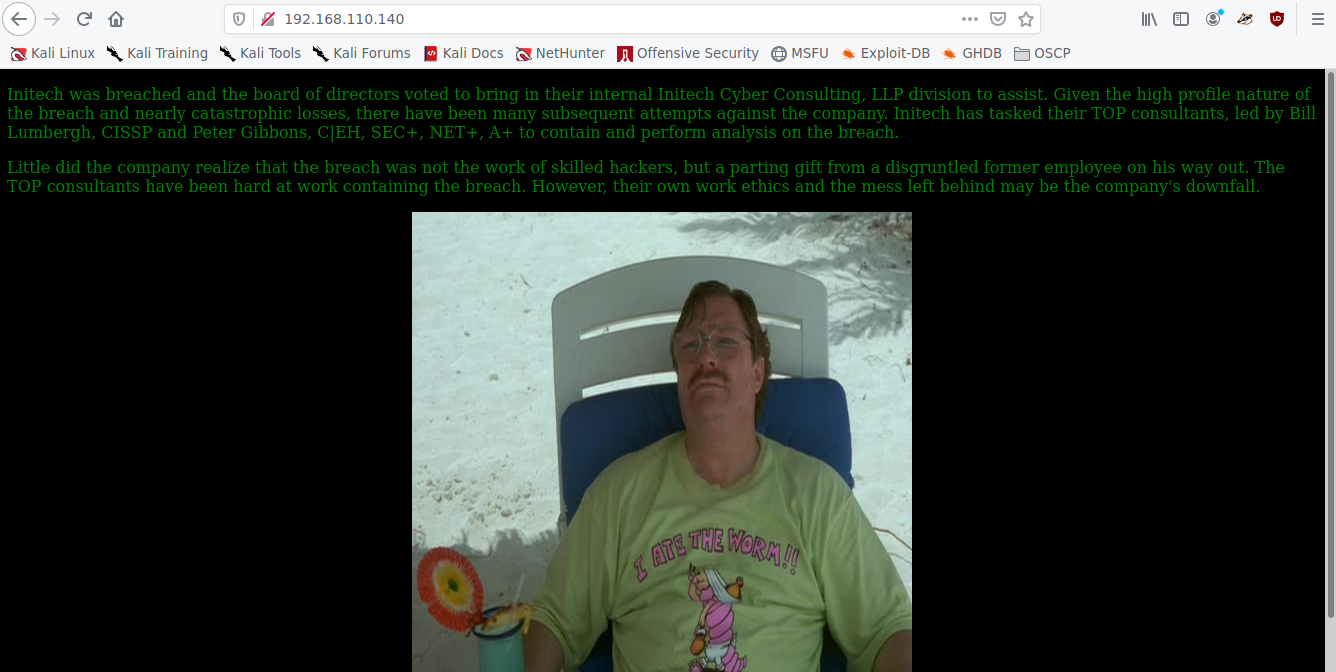 192.168.110.140
Kali Linux Kali Training Kali Tools Kali Forums Kali Docs NetHunter Offensive Security MSFU Exploit-DB GHDB OSCP
Initech was breached and the board of directors voted to bring in their internal Initech Cyber Consulting, LLP division to assist. Given the high profile nature of
the breach and nearly catastrophic losses, there have been many subsequent attempts against the company. Initech has tasked their TOP consultants, led by Bill
Lumbergh, CISSP and Peter Gibbons, C|EH, SEC+, NET+, A+ to contain and perform analysis on the breach.
Little did the company realize that the breach was not the work of skilled hackers, but a parting gift from a disgruntled former employee on his way out. The
TOP consultants have been hard at work containing the breach. However, their own work ethics and the mess left behind may be the company's downfall.
I ATE THE WORM!!